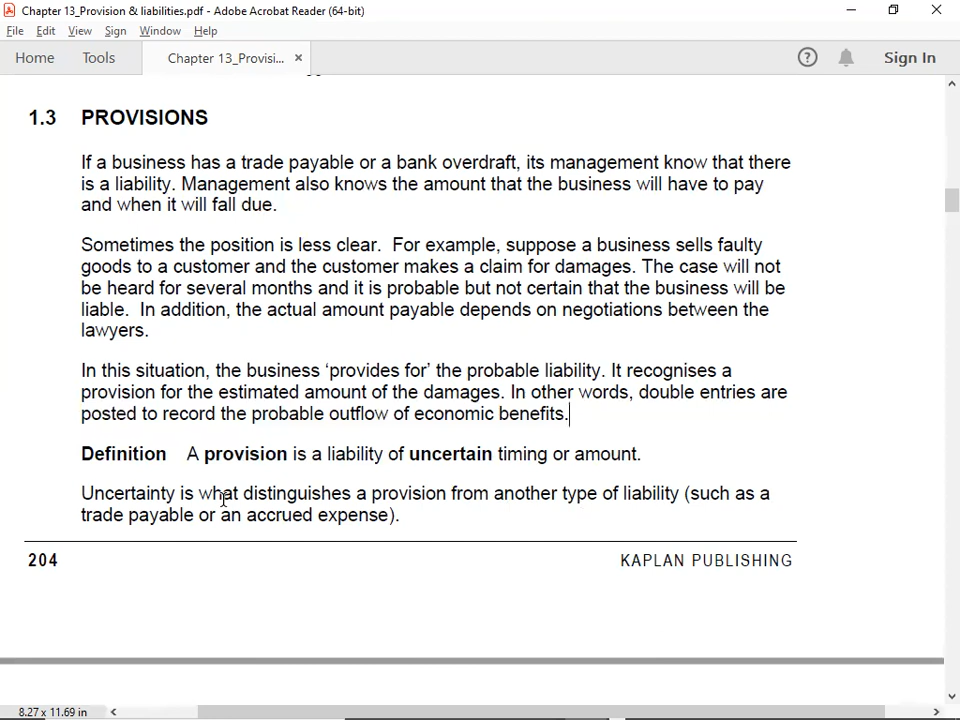 Chapter 13_Provision & liabilities.pdf - Adobe Acrobat Reader (64-bit)
File Edit View Sign Window Help
Home Tools Chapter 13_Provisi... × Sign In
1.3 PROVISIONS
If a business has a trade payable or a bank overdraft, its management know that there
is a liability. Management also knows the amount that the business will have to pay
and when it will fall due.
Sometimes the position is less clear. For example, suppose a business sells faulty
goods to a customer and the customer makes a claim for damages. The case will not
be heard for several months and it is probable but not certain that the business will be
liable. In addition, the actual amount payable depends on negotiations between the
lawyers.
In this situation, the business ‘provides for’ the probable liability. It recognises a
provision for the estimated amount of the damages. In other words, double entries are
posted to record the probable outflow of economic benefits.
Definition A provision is a liability of uncertain timing or amount.
Uncertainty is what distinguishes a provision from another type of liability (such as a
trade payable or an accrued expense).
204 KAPLAN PUBLISHING
8.27 x 11.69 in